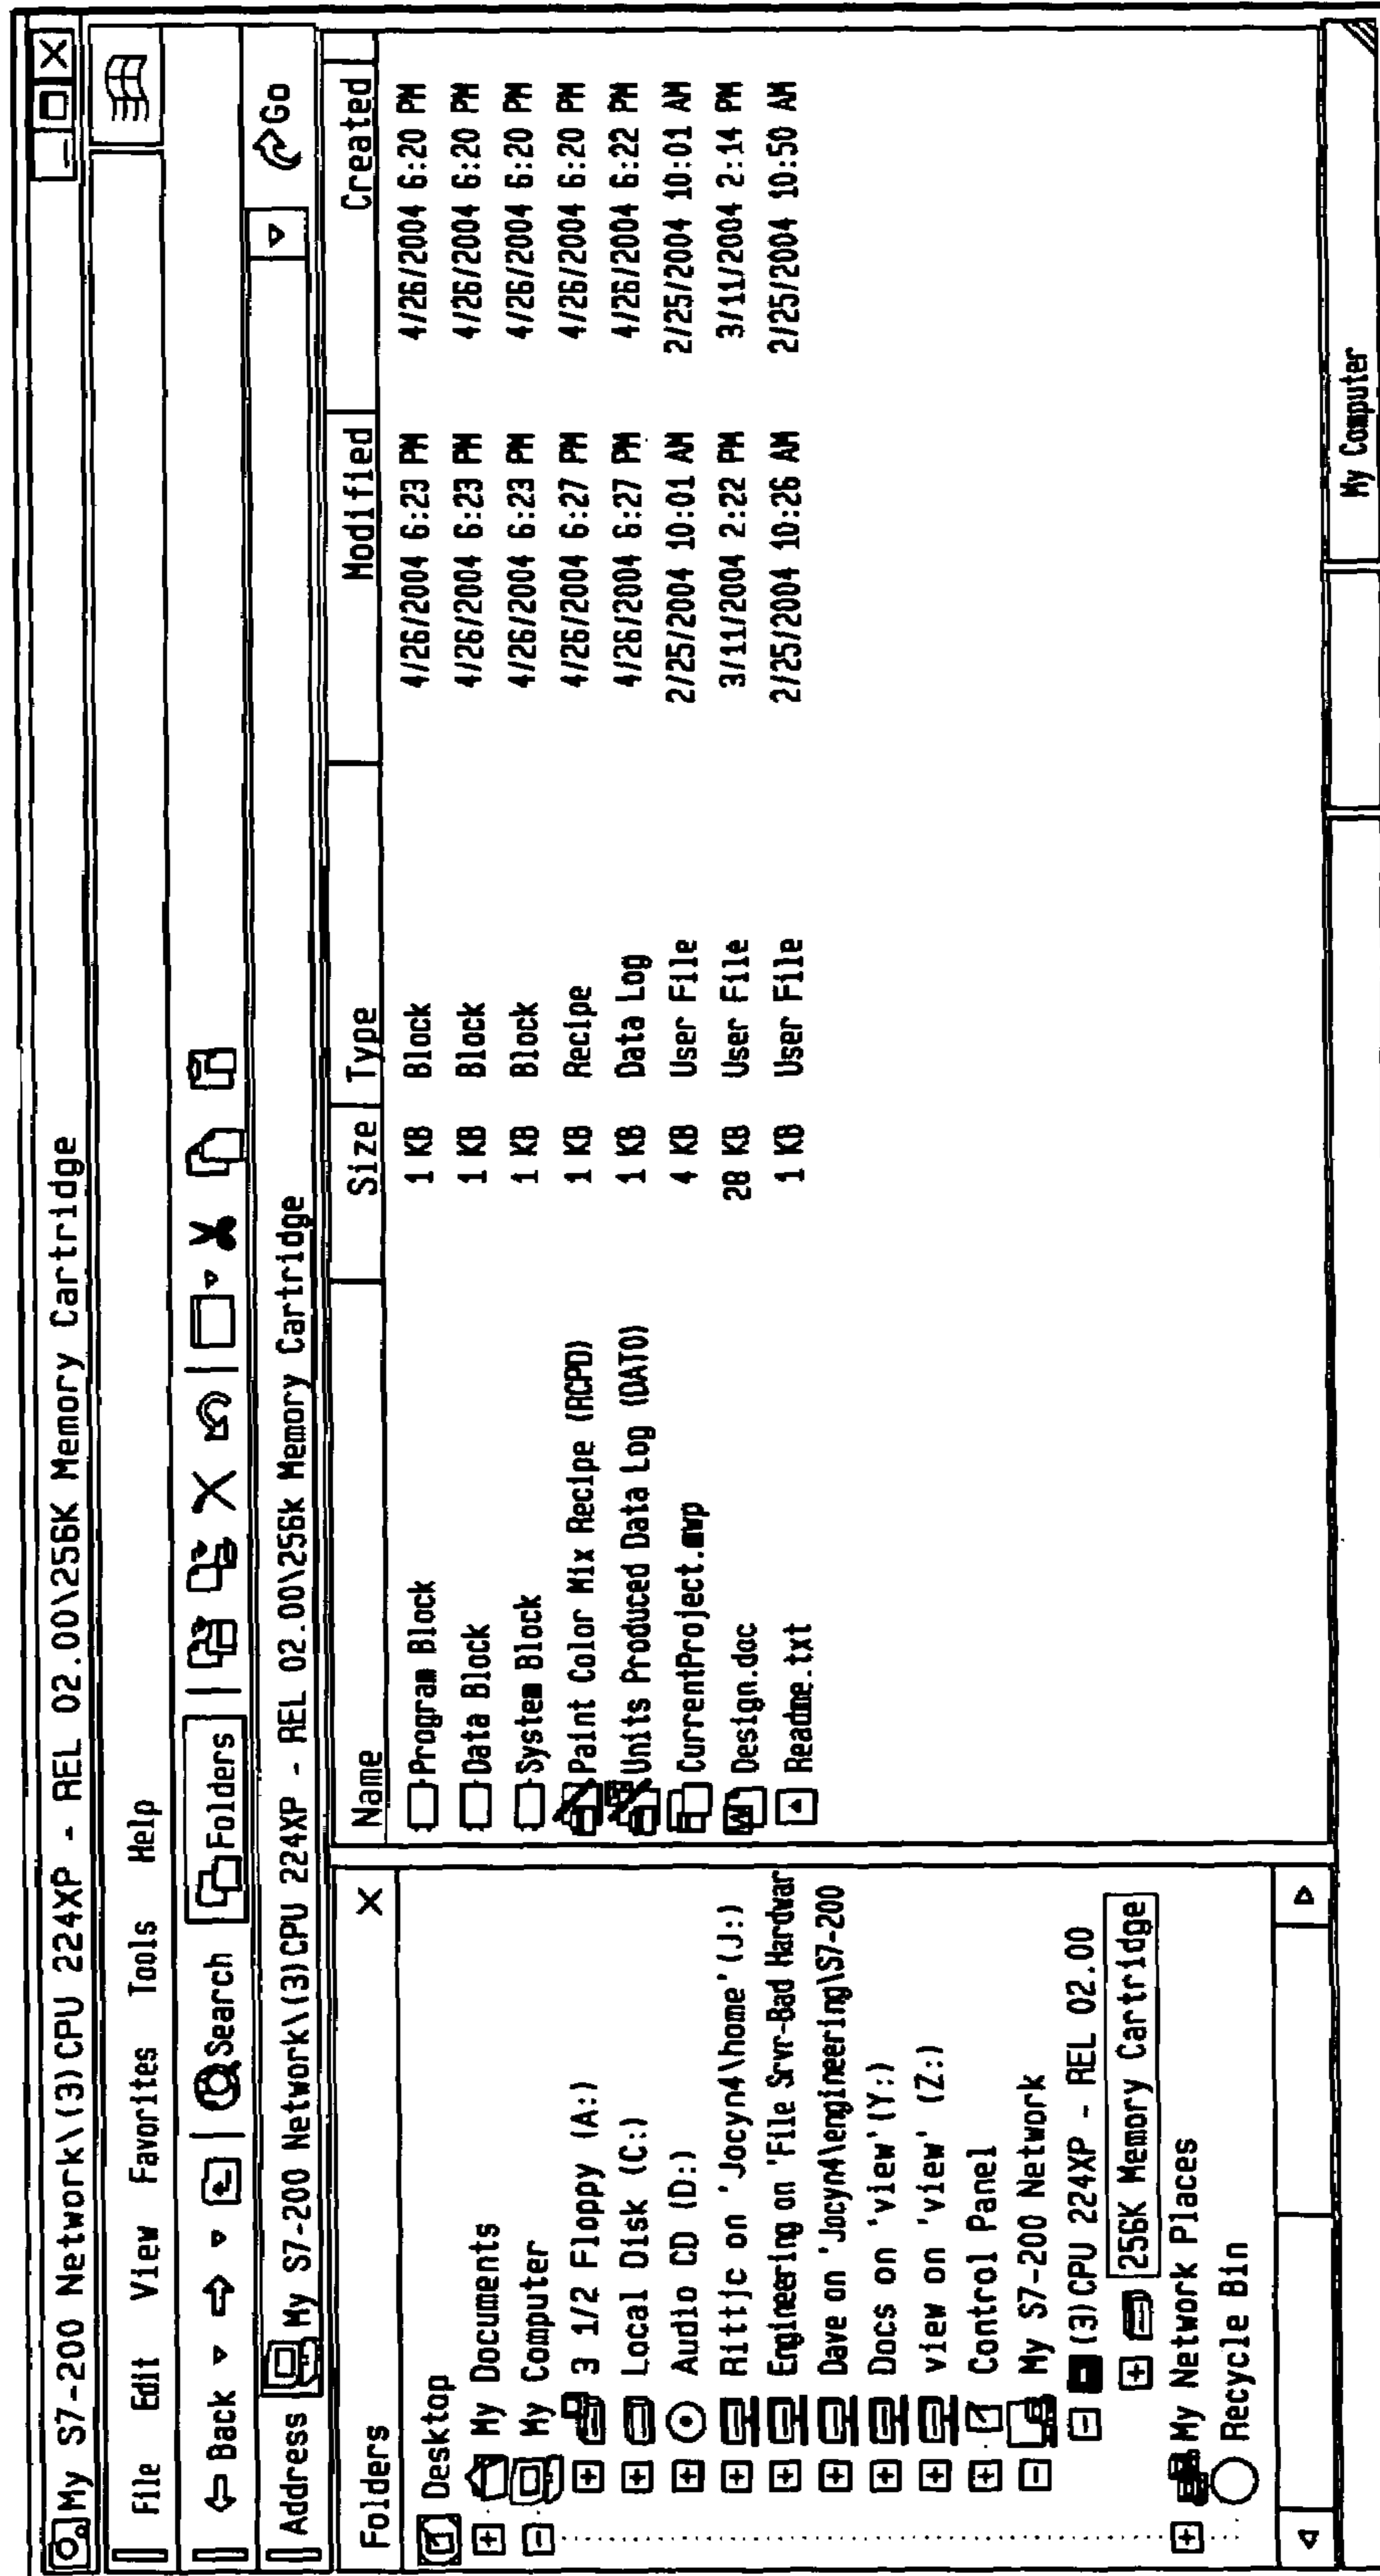 My S7-200 Network\(3)CPU 224XP - REL 02.00\256K Memory Cartridge
File Edit View Favorites Tools Help
Back Search Folders
Address My S7-200 Network\(3)CPU 224XP - REL 02.00\256k Memory Cartridge Go
Folders X
Desktop
My Documents
My Computer
3 1/2 Floppy (A:)
Local Disk (C:)
Audio CD (D:)
Rittjc on 'Jocyn4\home'(J:)
Engineering on 'File Srvr-Bad Hardwar
Dave on 'Jocyn4\engineering\S7-200
Docs on 'view'(Y:)
view on 'view' (Z:)
Control Panel
My S7-200 Network
(3)CPU 224XP - REL 02.00
256K Memory Cartridge
My Network Places
Recycle Bin
Name Size Type Modified Created
Program Block 1 KB Block 4/26/2004 6:23 PM 4/26/2004 6:20 PM
Data Block 1 KB Block 4/26/2004 6:23 PM 4/26/2004 6:20 PM
System Block 1 KB Block 4/26/2004 6:23 PM 4/26/2004 6:20 PM
Paint Color Mix Recipe (RCPD) 1 KB Recipe 4/26/2004 6:27 PM 4/26/2004 6:20 PM
Units Produced Data Log (DAT0) 1 KB Data Log 4/26/2004 6:27 PM 4/26/2004 6:22 PM
CurrentProject.mwp 4 KB User File 2/25/2004 10:01 AM 2/25/2004 10:01 AM
Design.doc 28 KB User File 3/11/2004 2:22 PM 3/11/2004 2:14 PM
Readme.txt 1 KB User File 2/25/2004 10:26 AM 2/25/2004 10:50 AM
My Computer